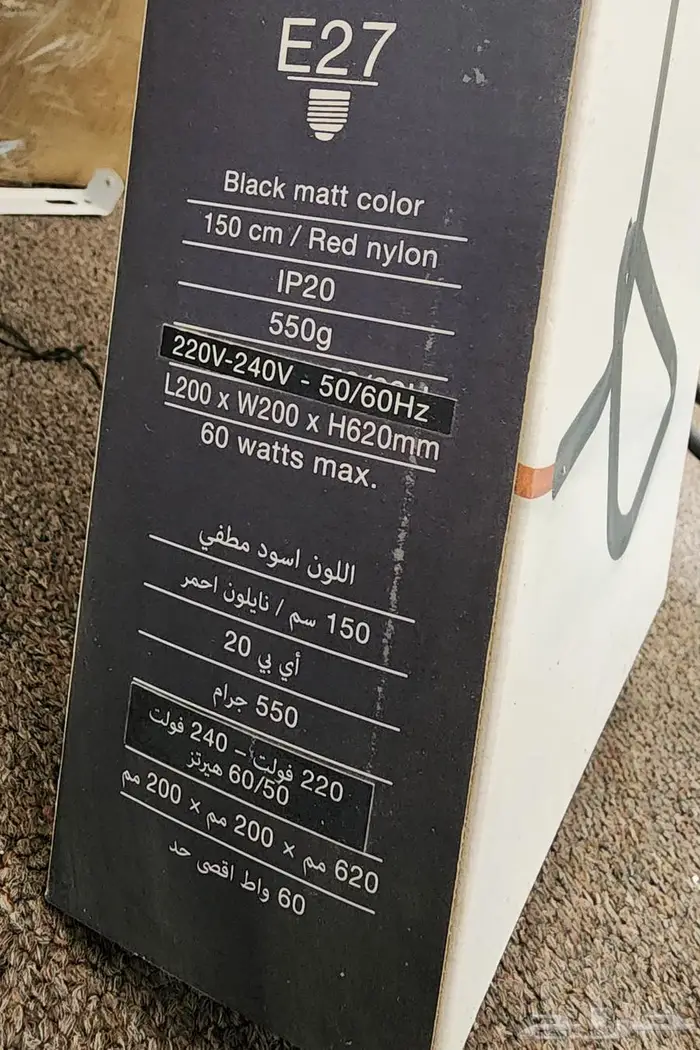 E27
Black matt color
150 cm / Red nylon
IP20
550g
220V-240V - 50/60Hz
L200 x W200 x H620mm
60 watts max.
اللون اسود مطفي
150 سم / نايلون احمر
أي بي 20
550 جرام
220 فولت – 240 فولت
60/50 هيرتز
620 مم × 200 مم × 200 مم
60 واط اقصى حد
حراج